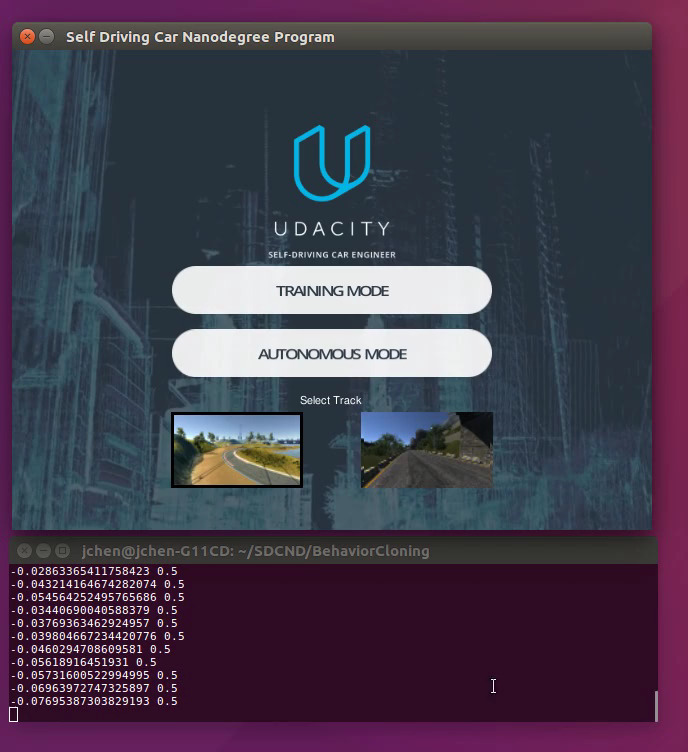 Self Driving Car Nanodegree Program
UDACITY
SELF-DRIVING CAR ENGINEER
TRAINING MODE
AUTONOMOUS MODE
Select Track
jchen@jchen-G11CD: ~/SDCND/BehaviorCloning
-0.02863365411758423 0.5
-0.043214164674282074 0.5
-0.054564252495765686 0.5
-0.03440690040588379 0.5
-0.03769363462924957 0.5
-0.039804667234420776 0.5
-0.0460294708609581 0.5
-0.05618916451931 0.5
-0.05731600522994995 0.5
-0.06963972747325897 0.5
-0.07695387303829193 0.5